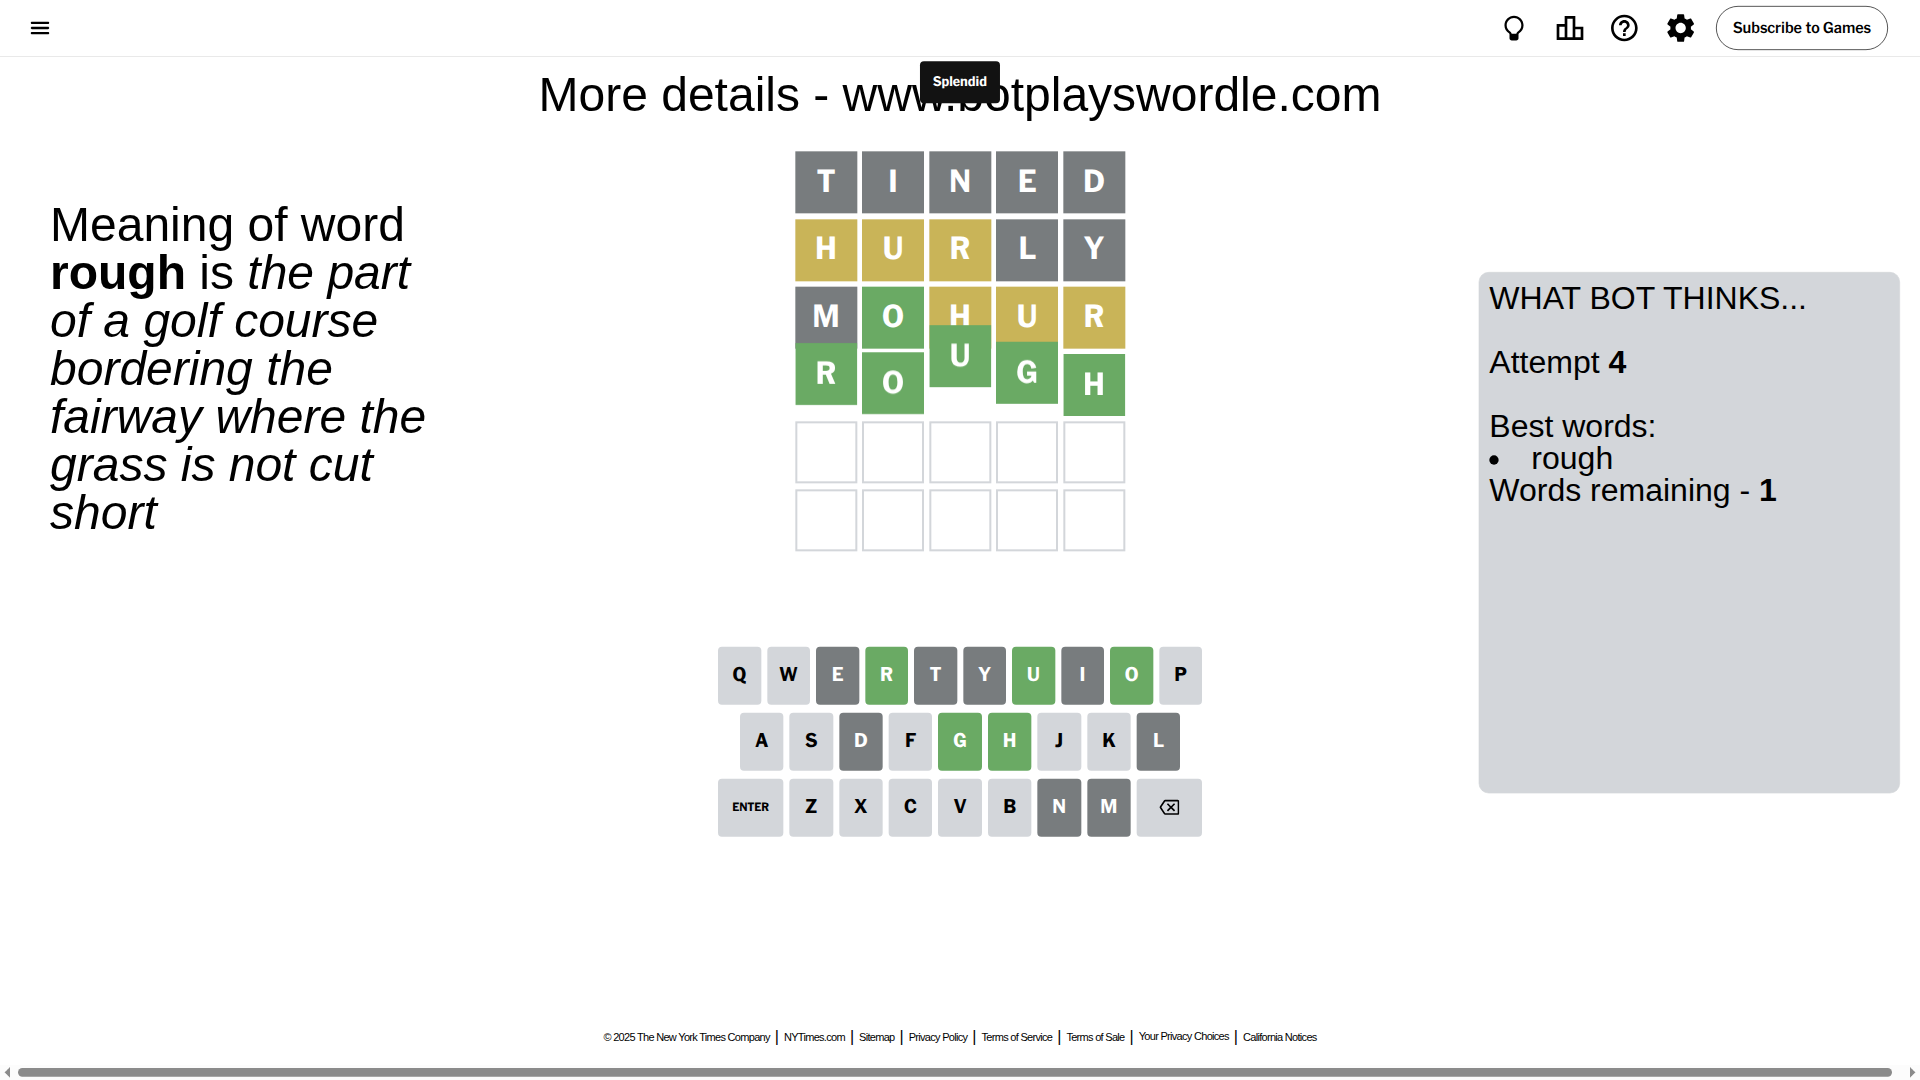 Subscribe to Games
Splendid
More details - www.botplayswordle.com
Meaning of word
rough is the part
of a golf course
bordering the
fairway where the
grass is not cut
short
T I N E D
H U R L Y
M O H U R
R O U G H
WHAT BOT THINKS...
Attempt 4
Best words:
• rough
Words remaining - 1
Q W E R T Y U I O P
A S D F G H J K L
ENTER Z X C V B N M
© 2025 The New York Times Company | NYTimes.com | Sitemap | Privacy Policy | Terms of Service | Terms of Sale | Your Privacy Choices | California Notices